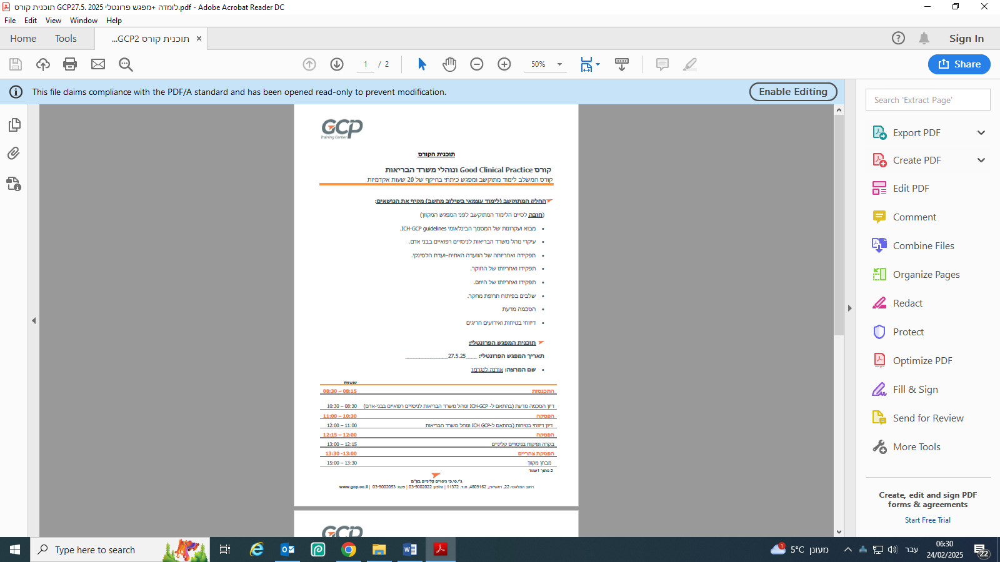 תוכנית קורס GCP27.5. 2025 לומדה +מפגש פרונטלי.pdf - Adobe Acrobat Reader DC
File Edit View Window Help
Home Tools תוכנית קורס GCP2... ×
Sign In
1 / 2
50%
Share
This file claims compliance with the PDF/A standard and has been opened read-only to prevent modification.
Enable Editing
GCP
Training Center
תוכנית הקורס
קורס Good Clinical Practice ונוהלי משרד הבריאות
קורס המשלב לימוד מתוקשב ומפגש כיתתי בהיקף של 20 שעות אקדמיות
החלק המתוקשב (לימוד עצמאי בשילוב מחשב) מקיף את הנושאים:
(חובה לסיים הלימוד המתוקשב לפני המפגש המקוון)
• מבוא ועקרונות של המסמך הבינלאומי ICH-GCP guidelines.
• עיקרי נוהל משרד הבריאות לניסויים רפואיים בבני אדם.
• תפקידה ואחריותה של הוועדה האתית–ועדת הלסינקי.
• תפקידו ואחריותו של החוקר.
• תפקידו ואחריותו של היוזם.
• שלבים בפיתוח תרופת מחקר.
• הסכמה מדעת
• דיווחי בטיחות ואירועים חריגים
תוכנית המפגש הפרונטלי:
תאריך המפגש הפרונטלי: ____27.5.25_______________
• שם המרצה: אורנה לנגרמן
שעות
התכנסות 08:15 – 08:30
דיון הסכמה מדעת (בהתאם ל- ICH-GCP ונוהל משרד הבריאות לניסויים רפואיים בבני-אדם) 08:30 – 10:30
הפסקה 10:30 – 11:00
דיון דיווחי בטיחות (בהתאם ל-ICH GCP ונוהל משרד הבריאות 11:00 – 12:00
הפסקה 12:00 – 12:15
בקרה ופיקוח בניסויים קליניים 12:15 – 13:00
הפסקת צהריים 13:00- 13:30
מבחן מקוון 13:30 – 15:00
2 מתוך 1 עמוד
ג'י.סי.פי ניסויים קליניים בע"מ
רחוב המלאכה 22, ראש-עין, 4809162, ת.ד. 11372 | טלפון: 03-9002022 | פקס: 03-9002053 | www.gcp.co.il
GCP
Search 'Extract Page'
Export PDF
Create PDF
Edit PDF
Comment
Combine Files
Organize Pages
Redact
Protect
Optimize PDF
Fill & Sign
Send for Review
More Tools
Create, edit and sign PDF
forms & agreements
Start Free Trial
Type here to search
1
5°C מעונן
עבר
06:30
24/02/2025
22